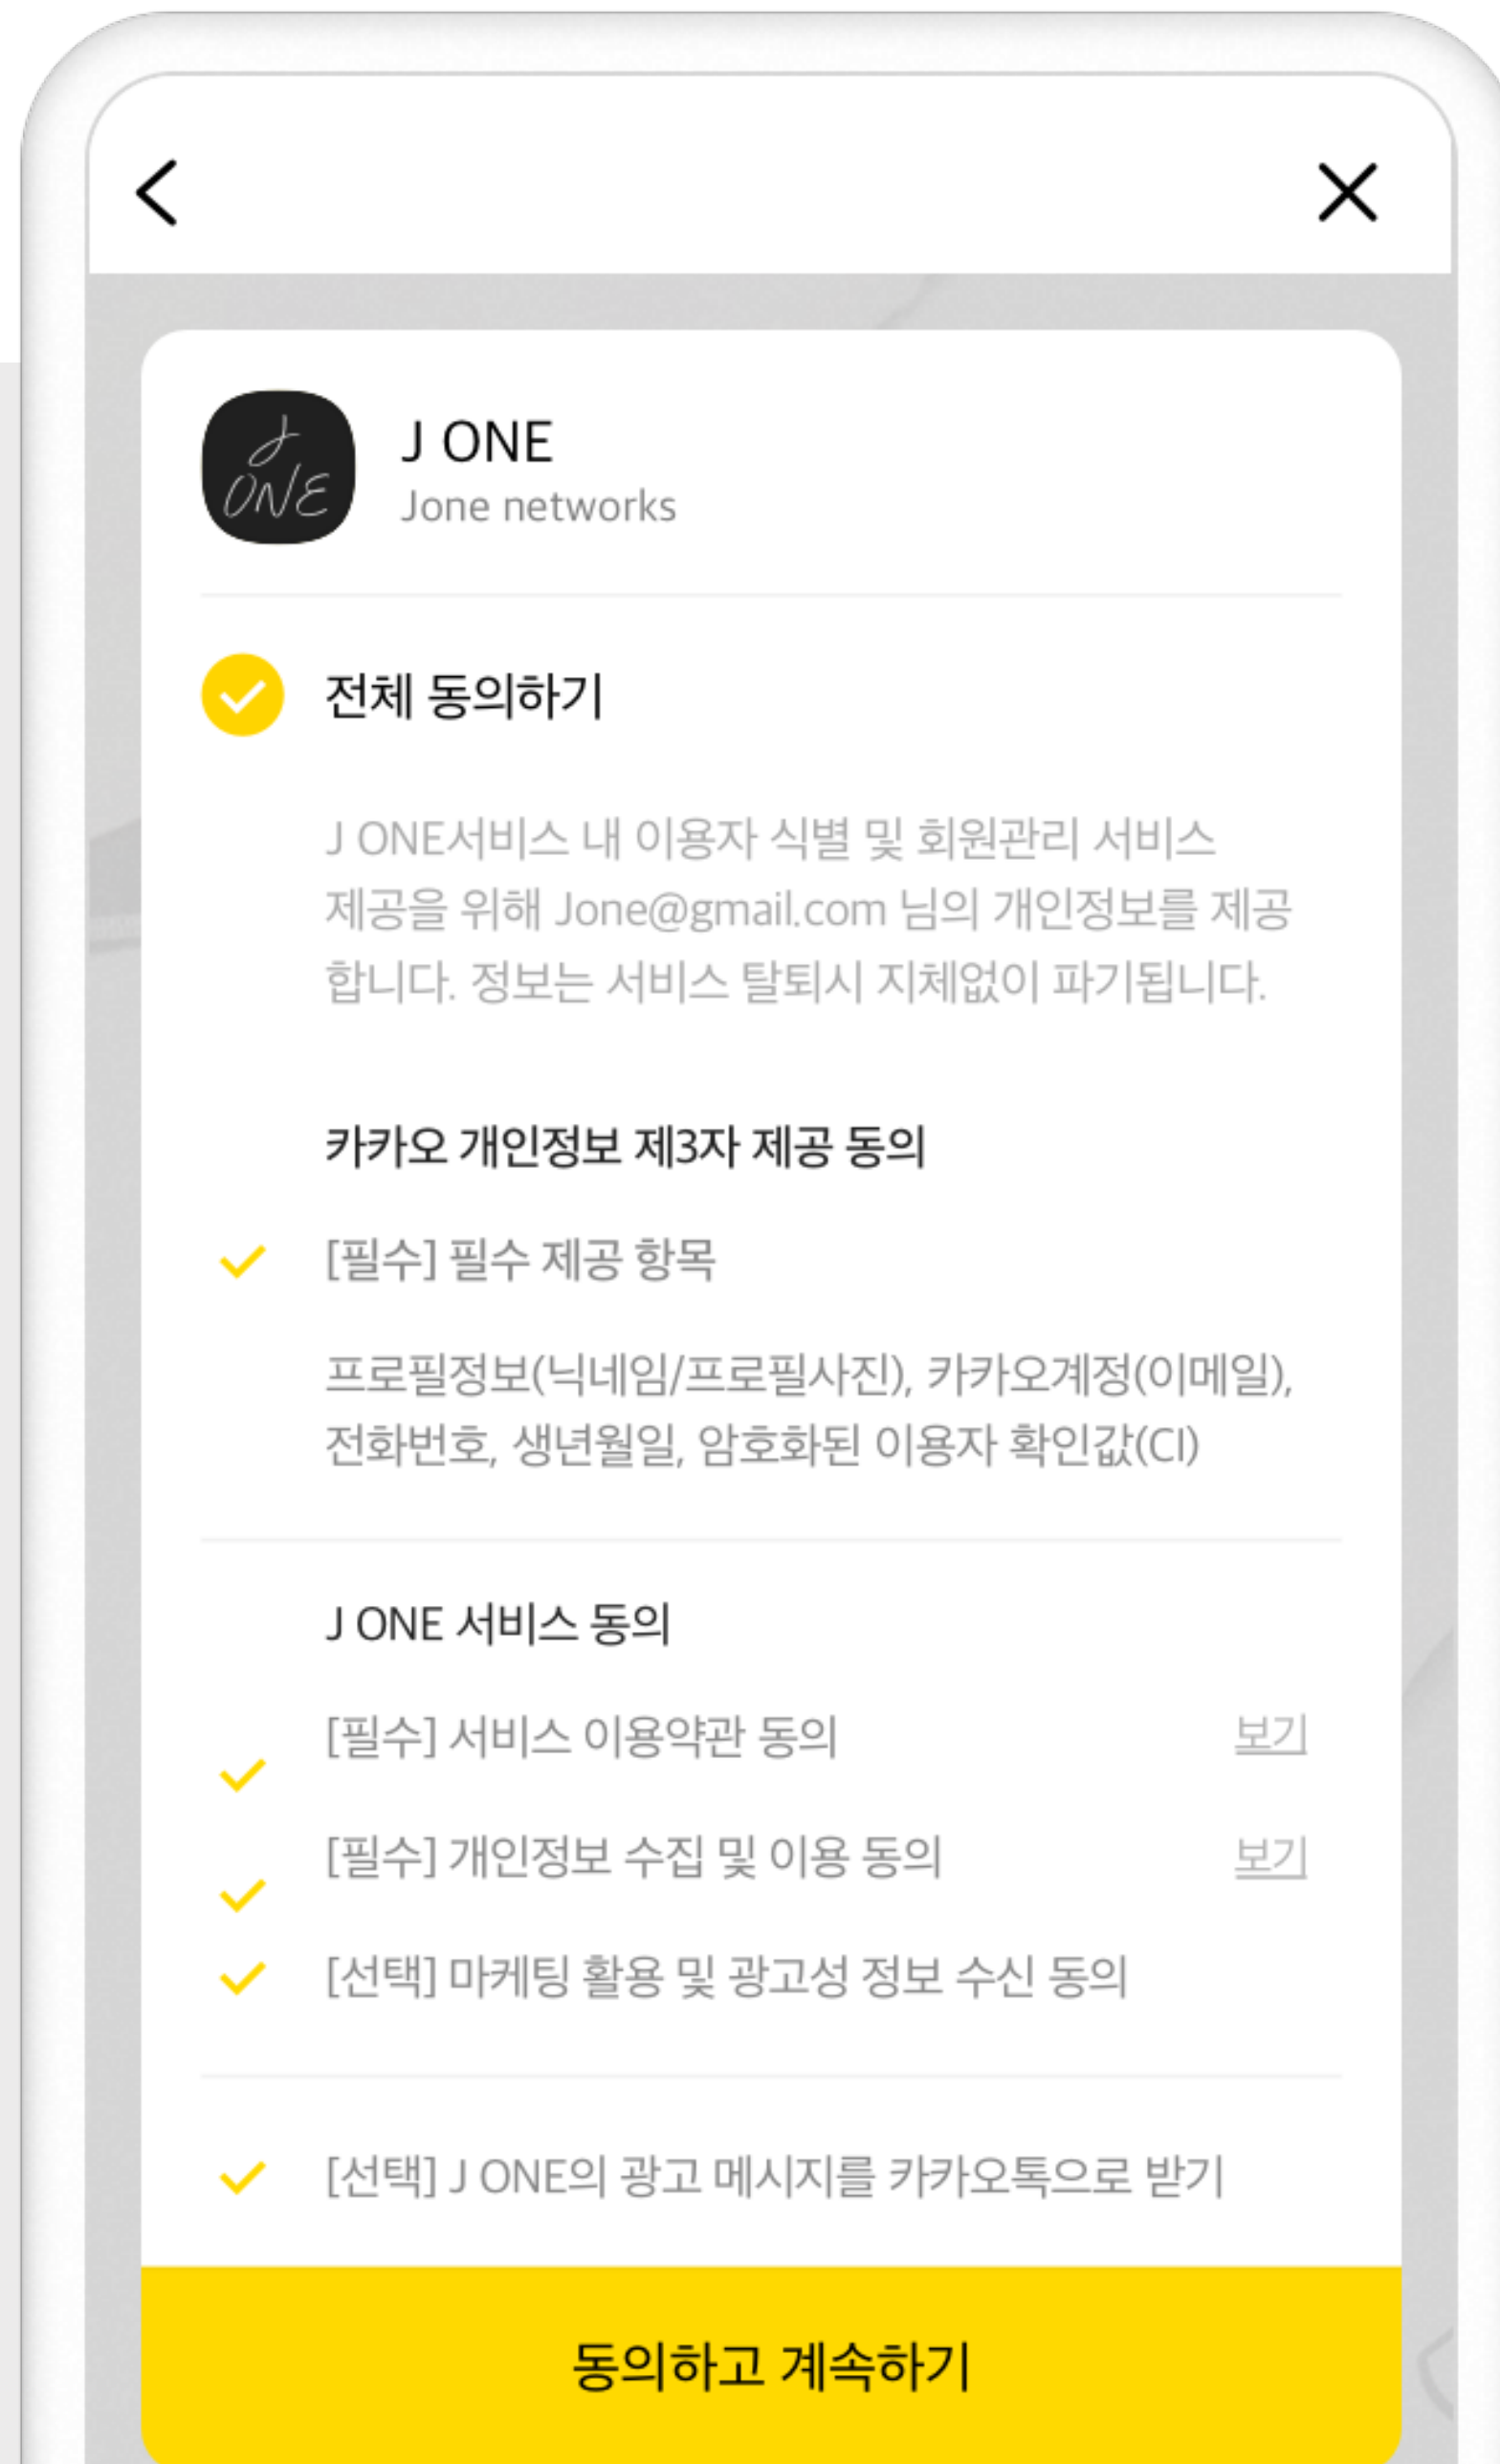 J
ONE
J ONE
Jone networks
전체 동의하기
J ONE서비스 내 이용자 식별 및 회원관리 서비스
제공을 위해 Jone@gmail.com 님의 개인정보를 제공
합니다. 정보는 서비스 탈퇴시 지체없이 파기됩니다.
카카오 개인정보 제3자 제공 동의
[필수] 필수 제공 항목
프로필정보(닉네임/프로필사진), 카카오계정(이메일),
전화번호, 생년월일, 암호화된 이용자 확인값(CI)
J ONE 서비스 동의
[필수] 서비스 이용약관 동의 보기
[필수] 개인정보 수집 및 이용 동의 보기
[선택] 마케팅 활용 및 광고성 정보 수신 동의
[선택] J ONE의 광고 메시지를 카카오톡으로 받기
동의하고 계속하기